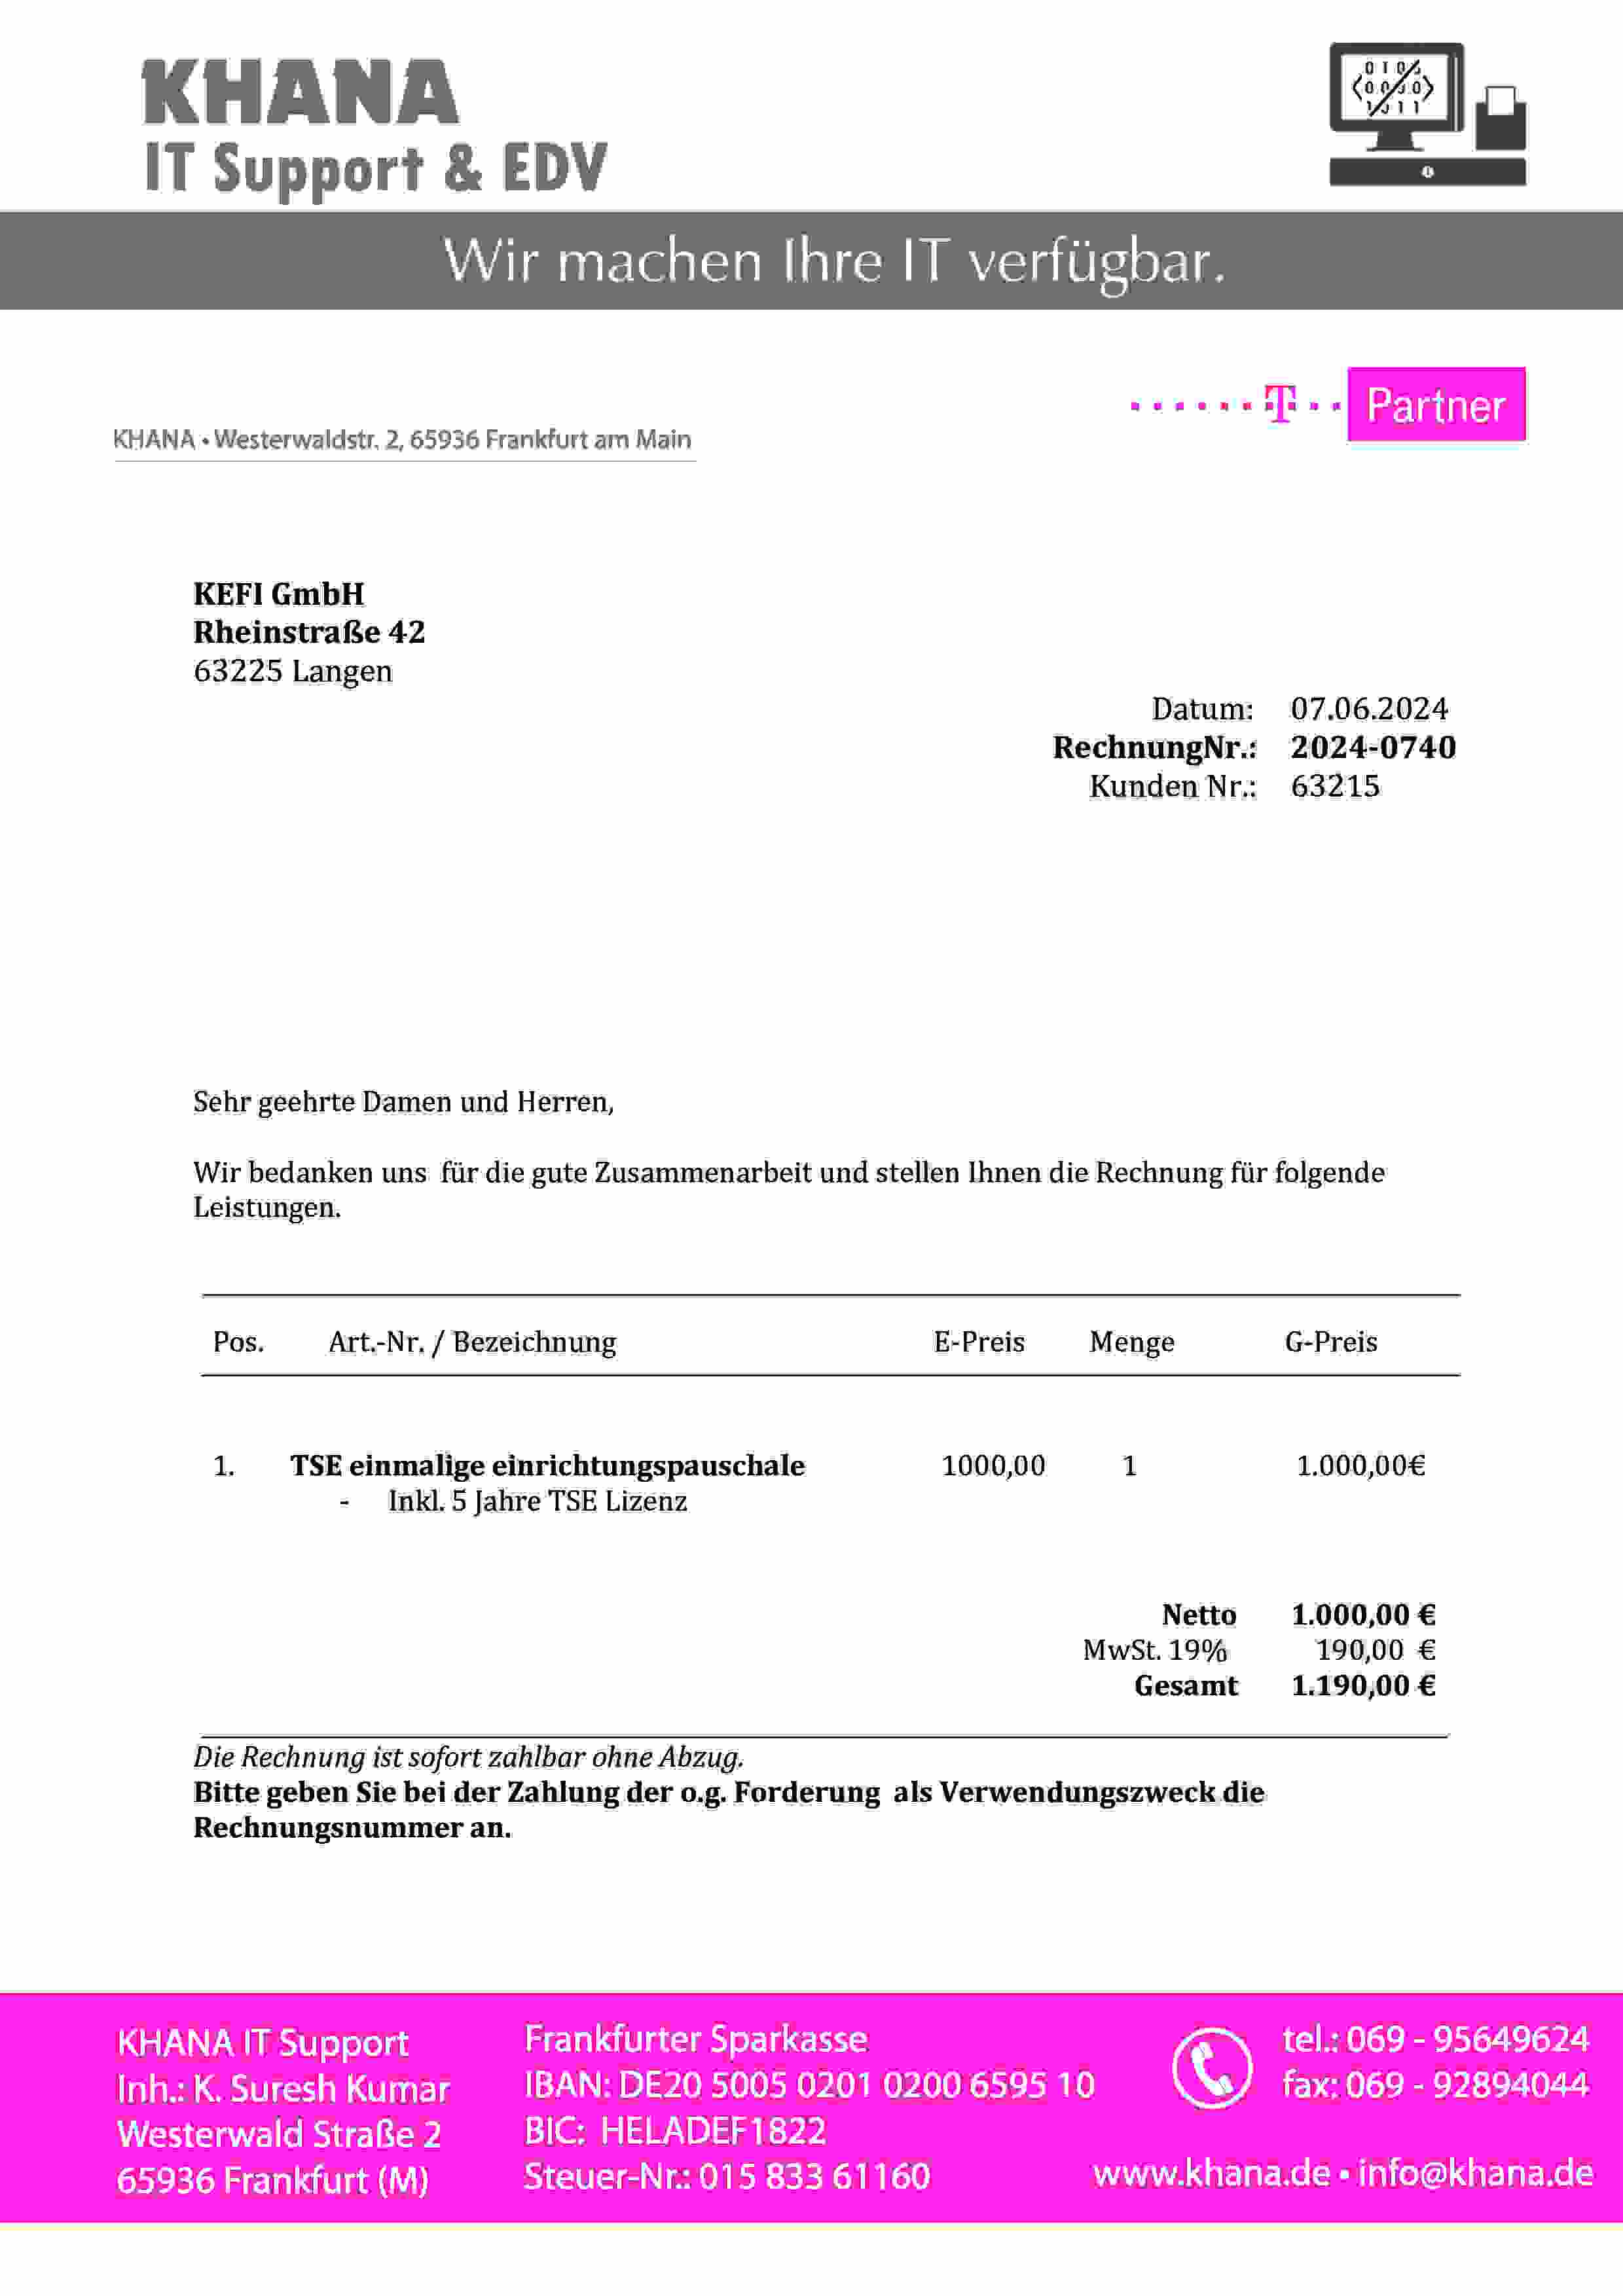 KHANA
IT Support & EDV
Wir machen Ihre IT verfügbar.
T Partner
KHANA • Westerwaldstr. 2, 65936 Frankfurt am Main
KEFI GmbH
Rheinstraße 42
63225 Langen
Datum: 07.06.2024
RechnungNr.: 2024-0740
Kunden Nr.: 63215
Sehr geehrte Damen und Herren,
Wir bedanken uns für die gute Zusammenarbeit und stellen Ihnen die Rechnung für folgende
Leistungen.
Pos. Art.-Nr. / Bezeichnung E-Preis Menge G-Preis
1. TSE einmalige einrichtungspauschale 1000,00 1 1.000,00€
- Inkl. 5 Jahre TSE Lizenz
Netto 1.000,00 €
MwSt. 19% 190,00 €
Gesamt 1.190,00 €
Die Rechnung ist sofort zahlbar ohne Abzug.
Bitte geben Sie bei der Zahlung der o.g. Forderung als Verwendungszweck die
Rechnungsnummer an.
KHANA IT Support
Inh.: K. Suresh Kumar
Westerwald Straße 2
65936 Frankfurt (M)
Frankfurter Sparkasse
IBAN: DE20 5005 0201 0200 6595 10
BIC: HELADEF1822
Steuer-Nr.: 015 833 61160
tel.: 069 - 95649624
fax: 069 - 92894044
www.khana.de • info@khana.de